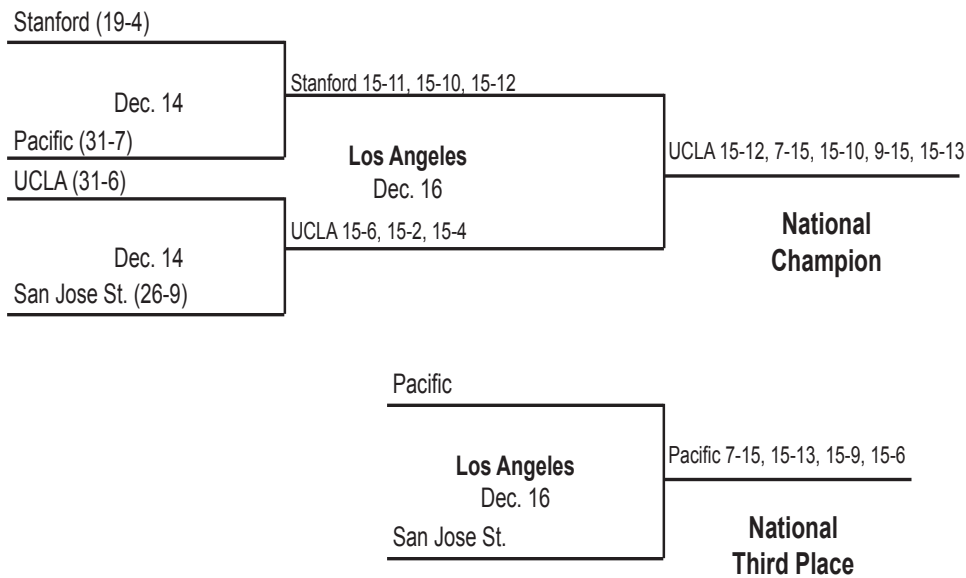 Stanford (19-4)
Dec. 14
Pacific (31-7)
UCLA (31-6)
Dec. 14
San Jose St. (26-9)
Stanford 15-11, 15-10, 15-12
Los Angeles
Dec. 16
UCLA 15-6, 15-2, 15-4
UCLA 15-12, 7-15, 15-10, 9-15, 15-13
National
Champion
Pacific
Los Angeles
Dec. 16
San Jose St.
Pacific 7-15, 15-13, 15-9, 15-6
National
Third Place